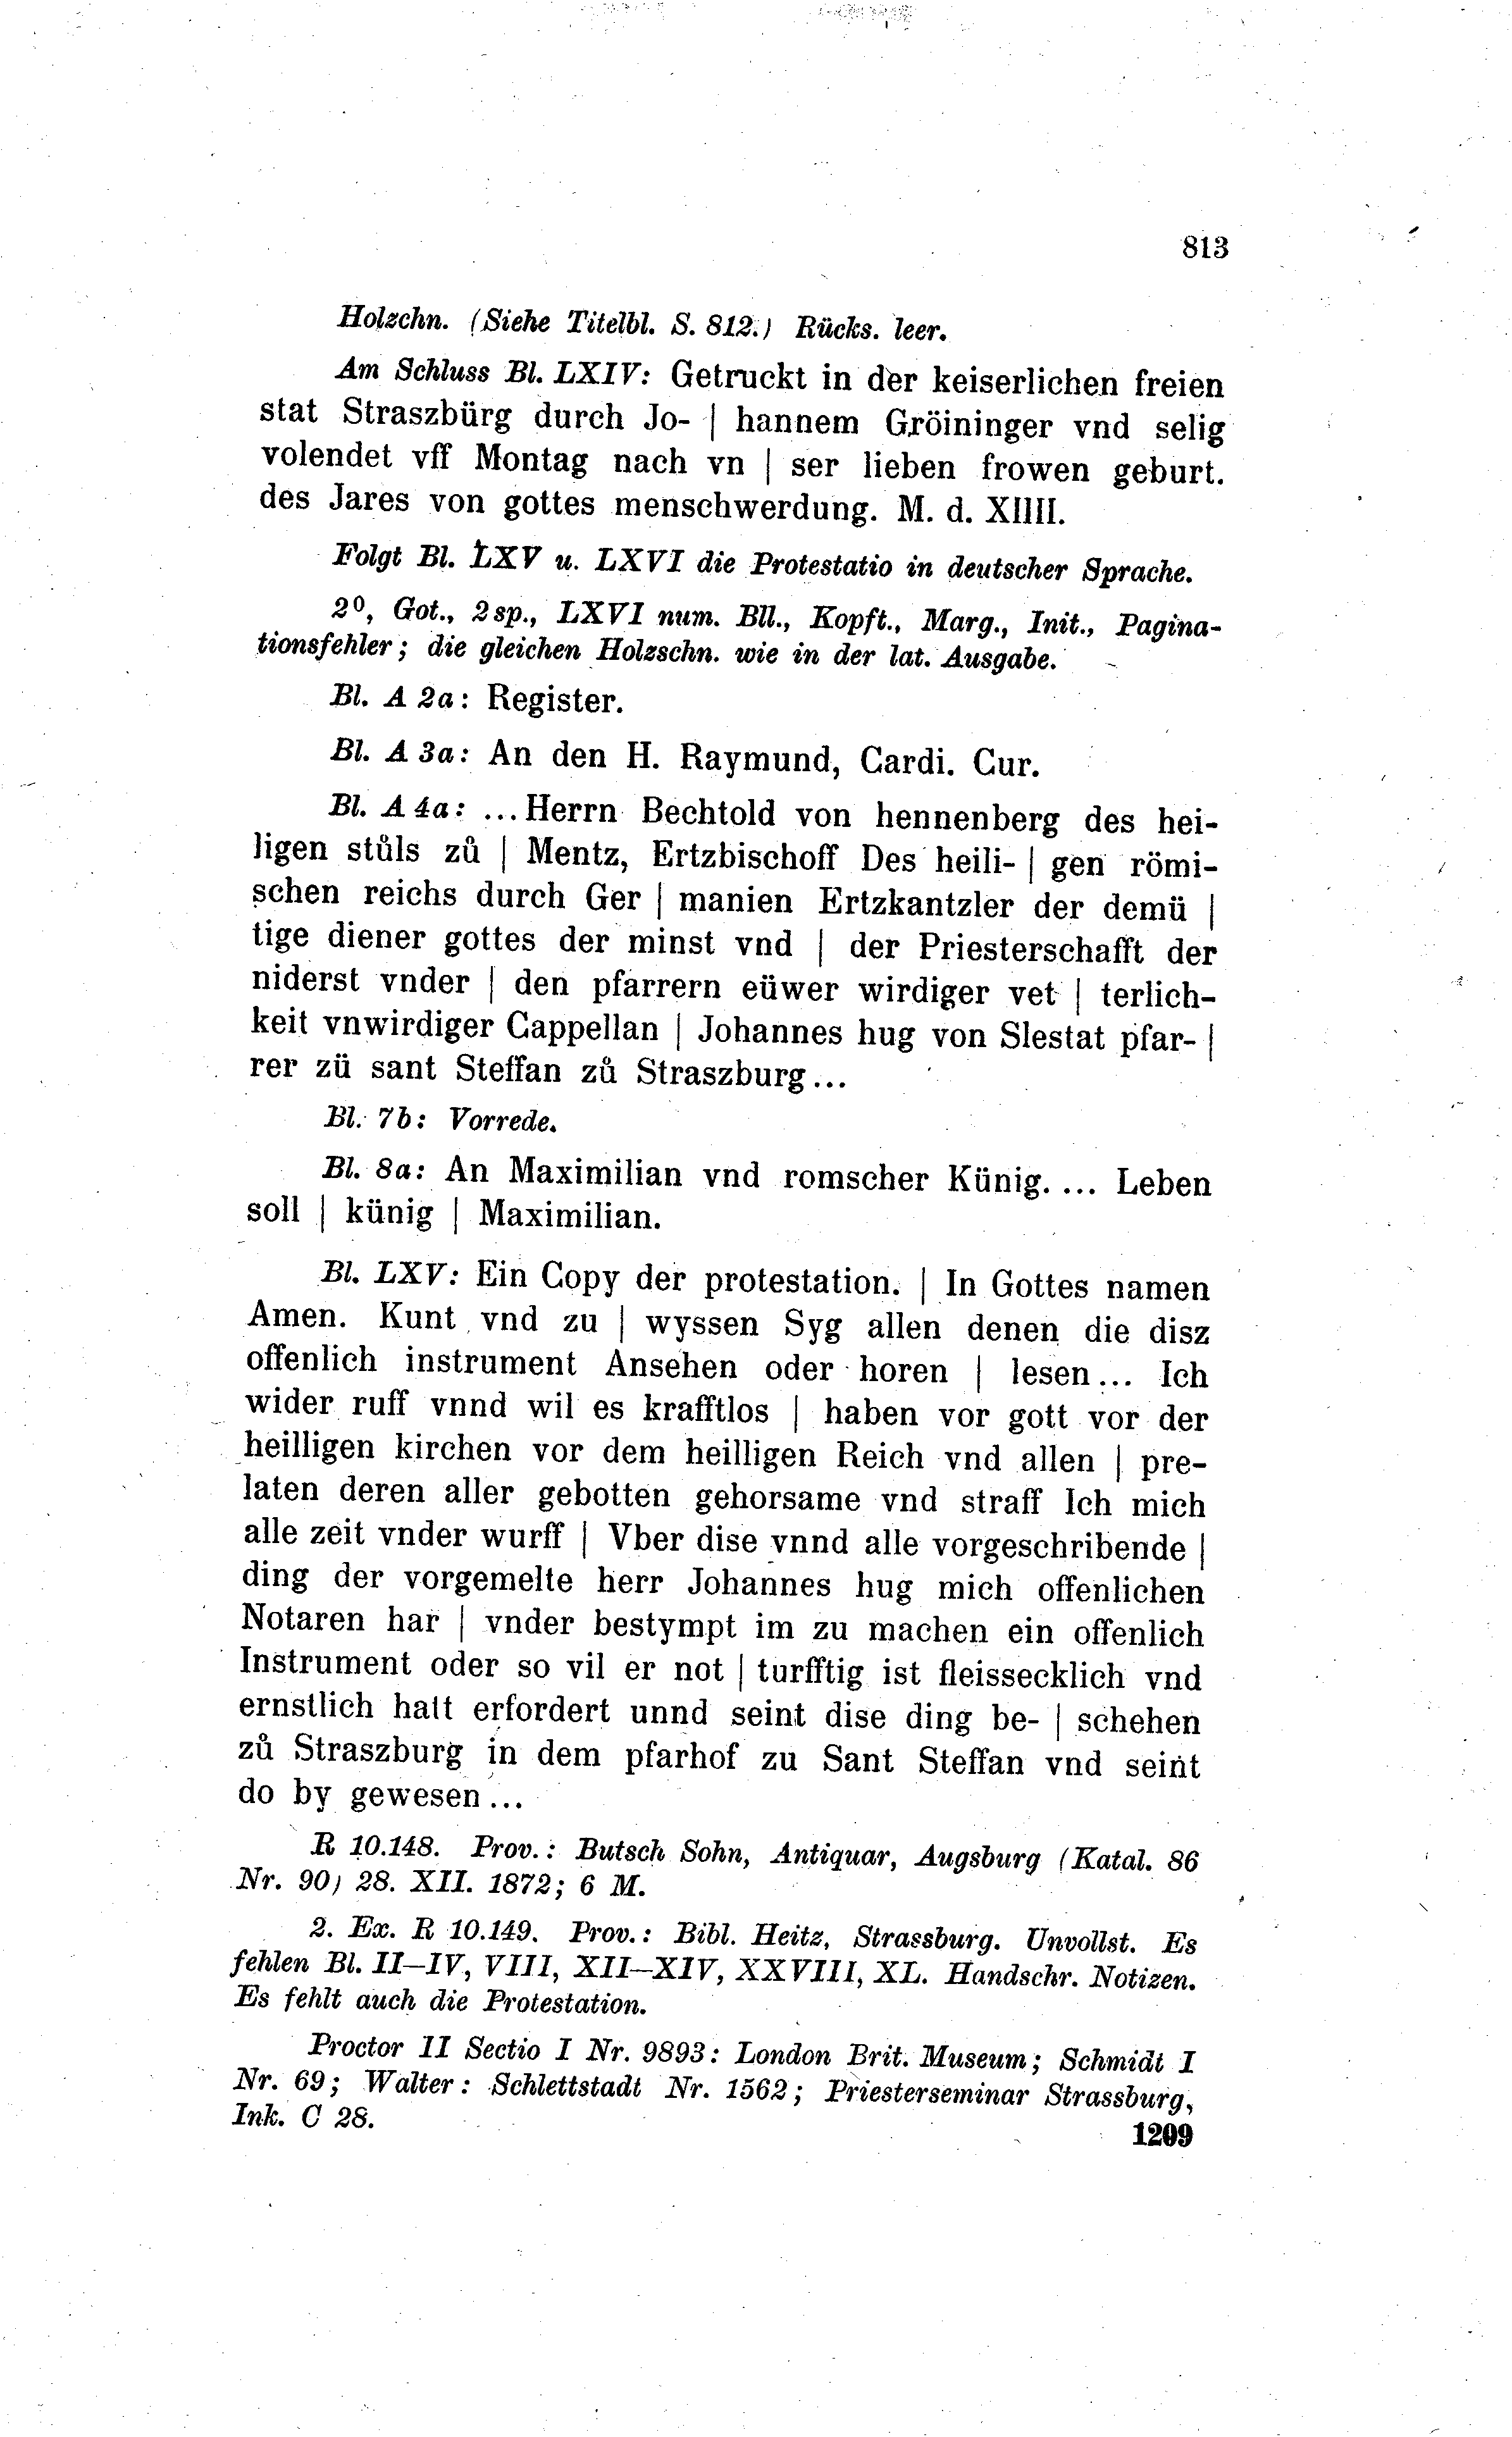 813
Holzchn. (Siehe Titelbl. S. 812.) Rücks. leer.
Am Schluss Bl. LXIV: Getruckt in der keiserlichen freien
stat Straszbürg durch Jo- | hannem Gröininger vnd selig
volendet vff Montag nach vn | ser lieben frowen geburt.
des Jares von gottes menschwerdung. M. d. XIIII.
Folgt Bl. LXV u. LXVI die Protestatio in deutscher Sprache.
2⁰, Got., 2sp., LXVI num. Bll., Kopft., Marg., Init., Pagina-
tionsfehler; die gleichen Holzschn. wie in der lat. Ausgabe.
Bl. A 2a: Register.
Bl. A 3a: An den H. Raymund, Cardi. Cur.
Bl. A 4a: ... Herrn Bechtold von hennenberg des hei-
ligen stůls zů | Mentz, Ertzbischoff Des heili- | gen römi-
schen reichs durch Ger | manien Ertzkantzler der demü |
tige diener gottes der minst vnd | der Priesterschafft der
niderst vnder | den pfarrern eüwer wirdiger vet | terlich-
keit vnwirdiger Cappellan | Johannes hug von Slestat pfar- |
rer zü sant Steffan zů Straszburg...
Bl. 7b: Vorrede.
Bl. 8a: An Maximilian vnd romscher Künig. ... Leben
soll | künig | Maximilian.
Bl. LXV: Ein Copy der protestation. | In Gottes namen
Amen. Kunt vnd zu | wyssen Syg allen denen die disz
offenlich instrument Ansehen oder horen | lesen... Ich
wider ruff vnnd wil es krafftlos | haben vor gott vor der
heilligen kirchen vor dem heilligen Reich vnd allen | pre-
laten deren aller gebotten gehorsame vnd straff Ich mich
alle zeit vnder wurff | Vber dise vnnd alle vorgeschribende |
ding der vorgemelte herr Johannes hug mich offenlichen
Notaren har | vnder bestympt im zu machen ein offenlich
Instrument oder so vil er not | turfftig ist fleissecklich vnd
ernstlich hatt erfordert unnd seint dise ding be- | schehen
zů Straszburg in dem pfarhof zu Sant Steffan vnd seint
do by gewesen...
R 10.148. Prov.: Butsch Sohn, Antiquar, Augsburg (Katal. 86
Nr. 90) 28. XII. 1872; 6 M.
2. Ex. R 10.149. Prov.: Bibl. Heitz, Strassburg. Unvollst. Es
fehlen Bl. II—IV, VIII, XII—XIV, XXVIII, XL. Handschr. Notizen.
Es fehlt auch die Protestation.
Proctor II Sectio I Nr. 9893: London Brit. Museum; Schmidt I
Nr. 69; Walter: Schlettstadt Nr. 1562; Priesterseminar Strassburg,
Ink. C 28.
1209